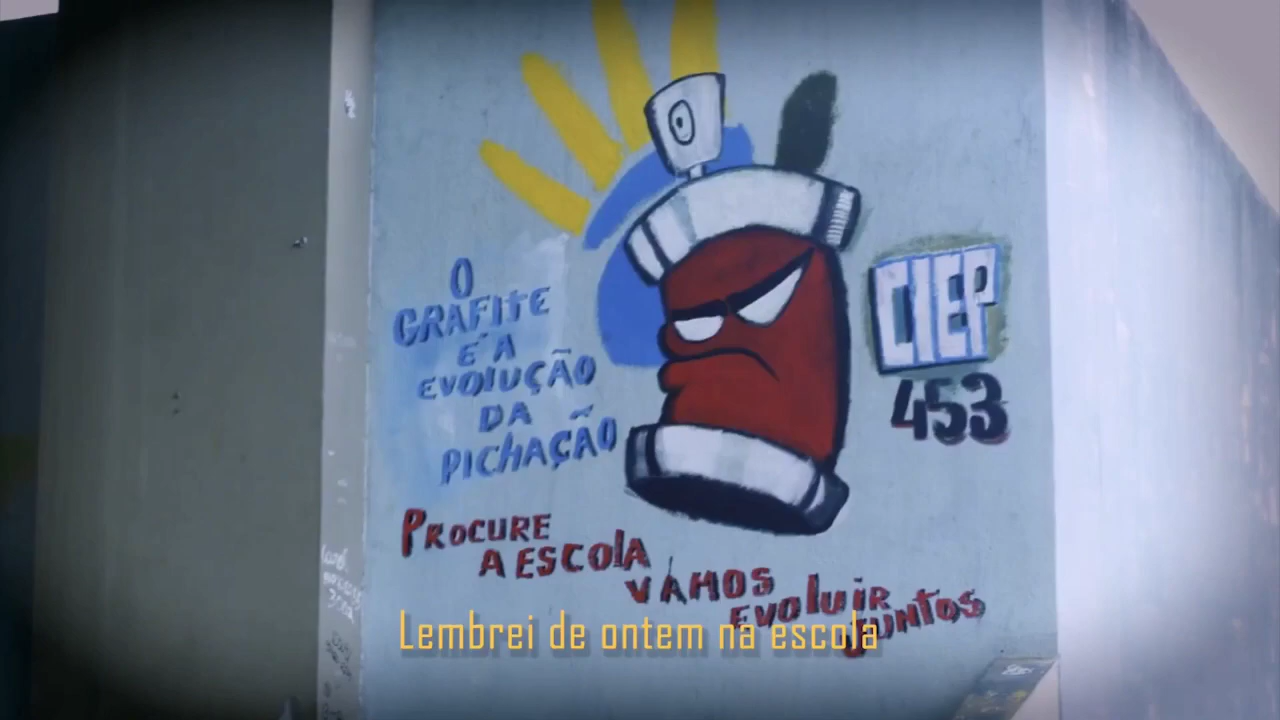 O
GRAFITE
É A
EVOLUÇÃO
DA
PICHAÇÃO
CIEP
453
PROCURE
A ESCOLA
VAMOS
EVOLUIR
JUNTOS
Lembrei de ontem na escola